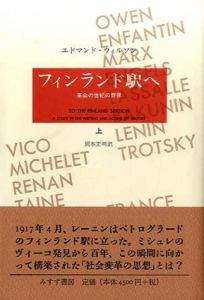 OWEN
ENFANTIN
MARX
LASSALLE
BAKUNIN
エドマンド・ウィルソン
フィンランド駅へ
革命の世紀の群像
TO THE FINLAND STATION
A STUDY IN THE WRITING AND ACTING OF HISTORY
上
岡本正明訳
LENIN
TROTSKY
VICO
MICHELET
RENAN
TAINE
1917年4月、レーニンはペトログラード
のフィンランド駅に立った。ミシュレの
ヴィーコ発見から百年、この瞬間に向か
って構築された「社会変革の思想」とは?
みすず書房 定価(本体4500円+税)